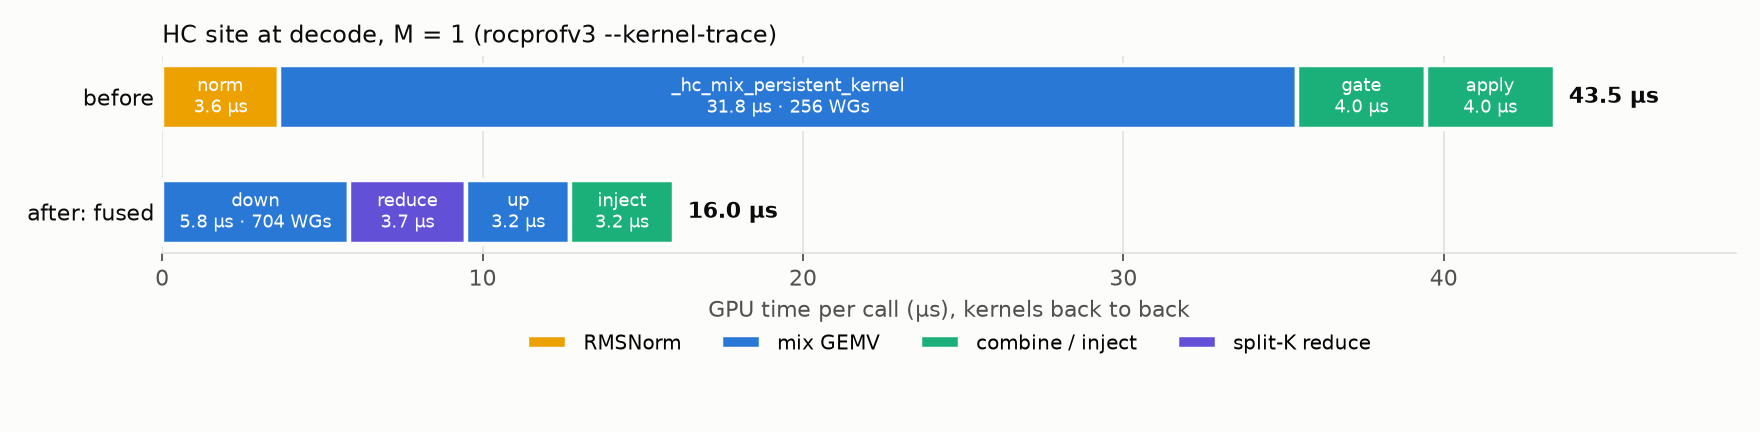 HC site at decode, M = 1 (rocprofv3 --kernel-trace)
before
norm
3.6 µs
_hc_mix_persistent_kernel
31.8 µs · 256 WGs
gate
4.0 µs
apply
4.0 µs
43.5 µs
after: fused
down
5.8 µs · 704 WGs
reduce
3.7 µs
up
3.2 µs
inject
3.2 µs
16.0 µs
0 10 20 30 40
GPU time per call (µs), kernels back to back
RMSNorm mix GEMV combine / inject split-K reduce